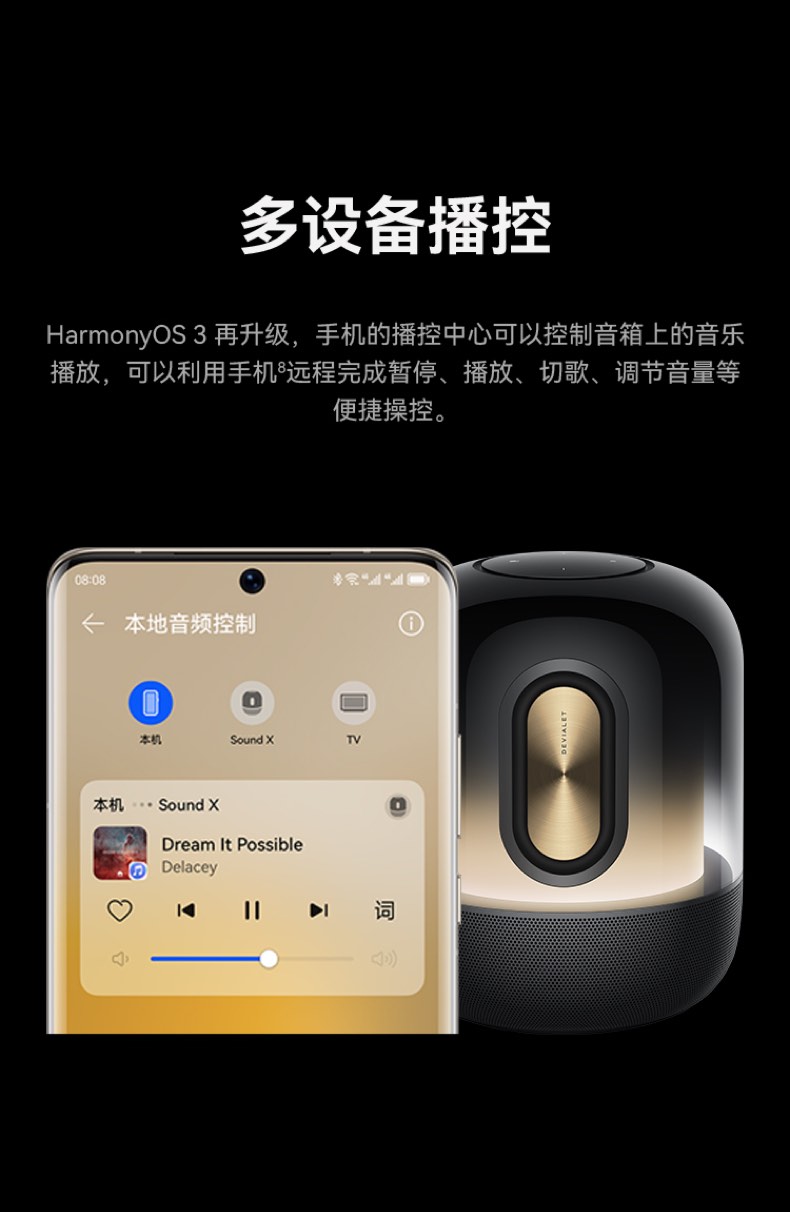 多设备播控
HarmonyOS 3 再升级，手机的播控中心可以控制音箱上的音乐
播放，可以利用手机⁸远程完成暂停、播放、切歌、调节音量等
便捷操控。
08:08
本地音频控制
本机
Sound X
TV
本机 ··· Sound X
Dream It Possible
Delacey
词
DEVIALET